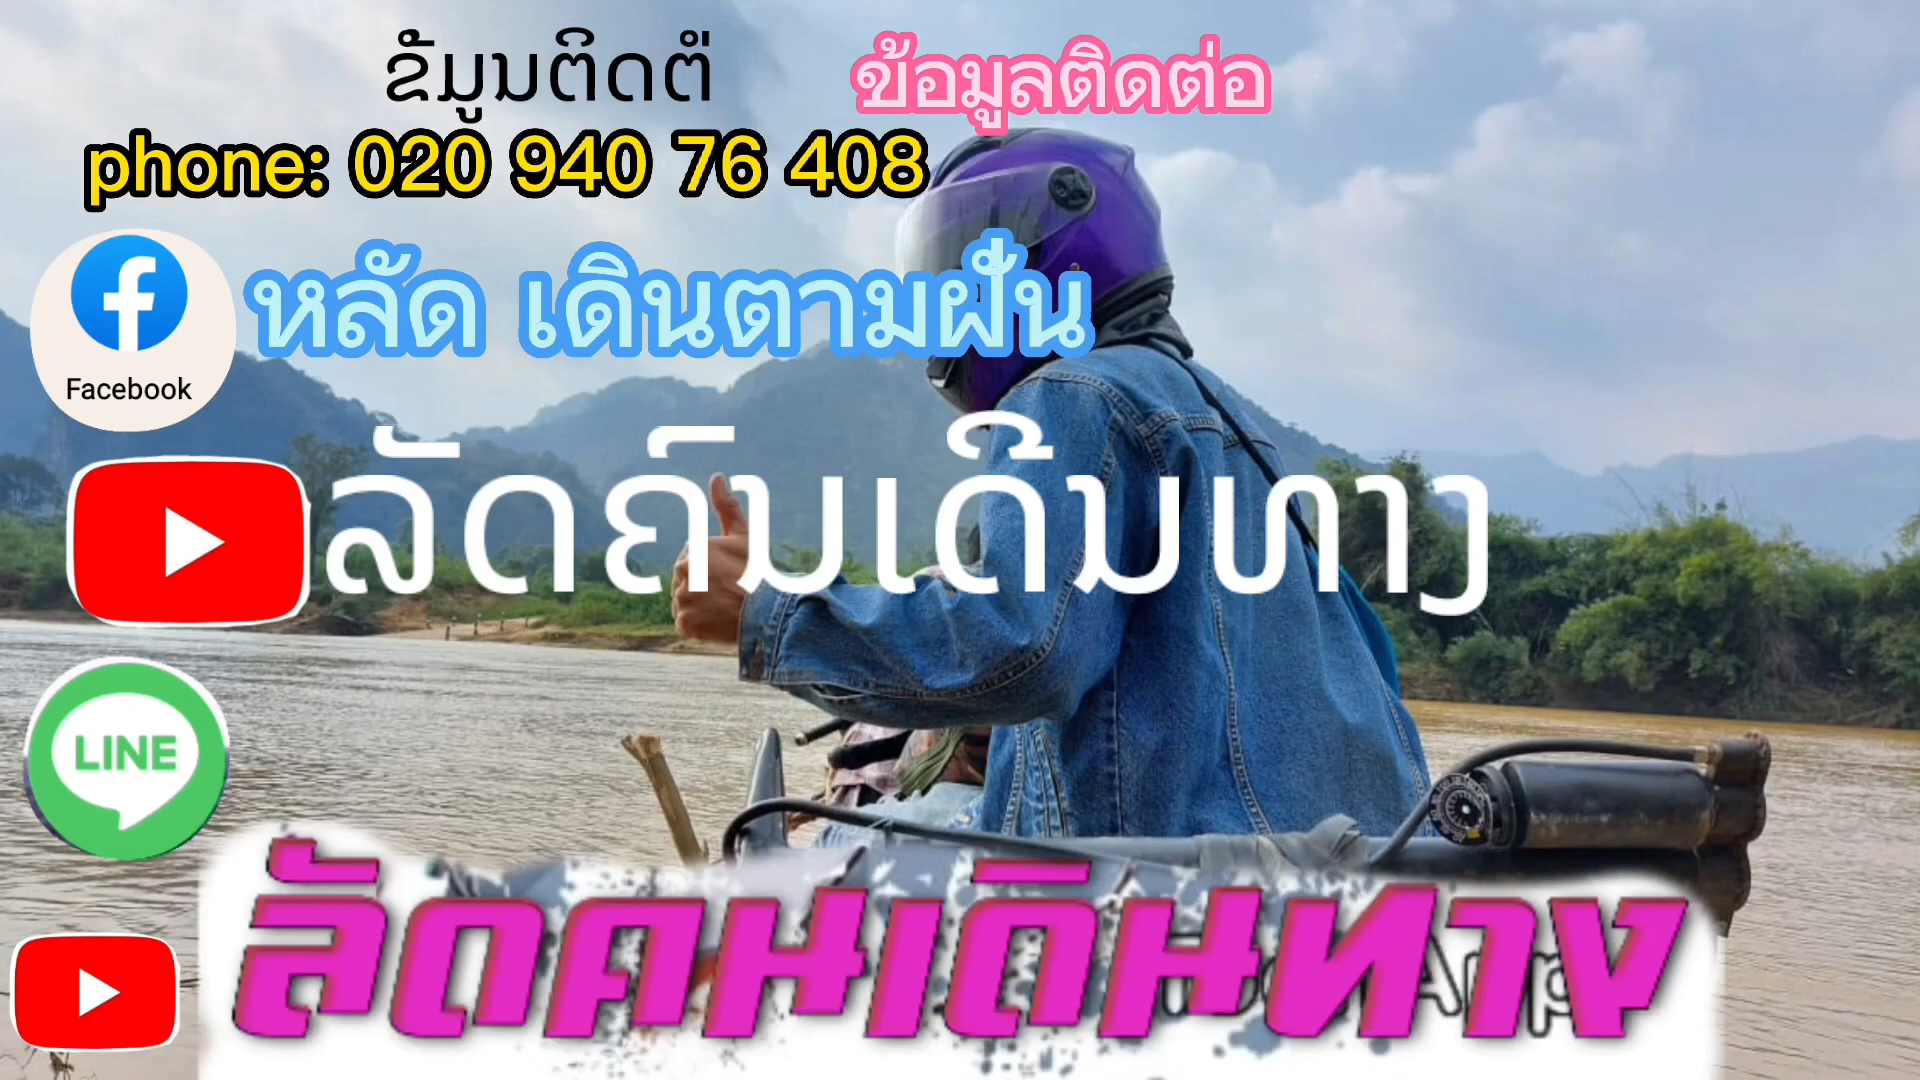 ຂໍ້ມູນຕິດຕໍ່ ข้อมูลติดต่อ
phone: 020 940 76 408
Facebook
หลัด เดินตามฝัน
ລັດຄົນເດີນທາງ
LINE
ลัดคนเดินทาง